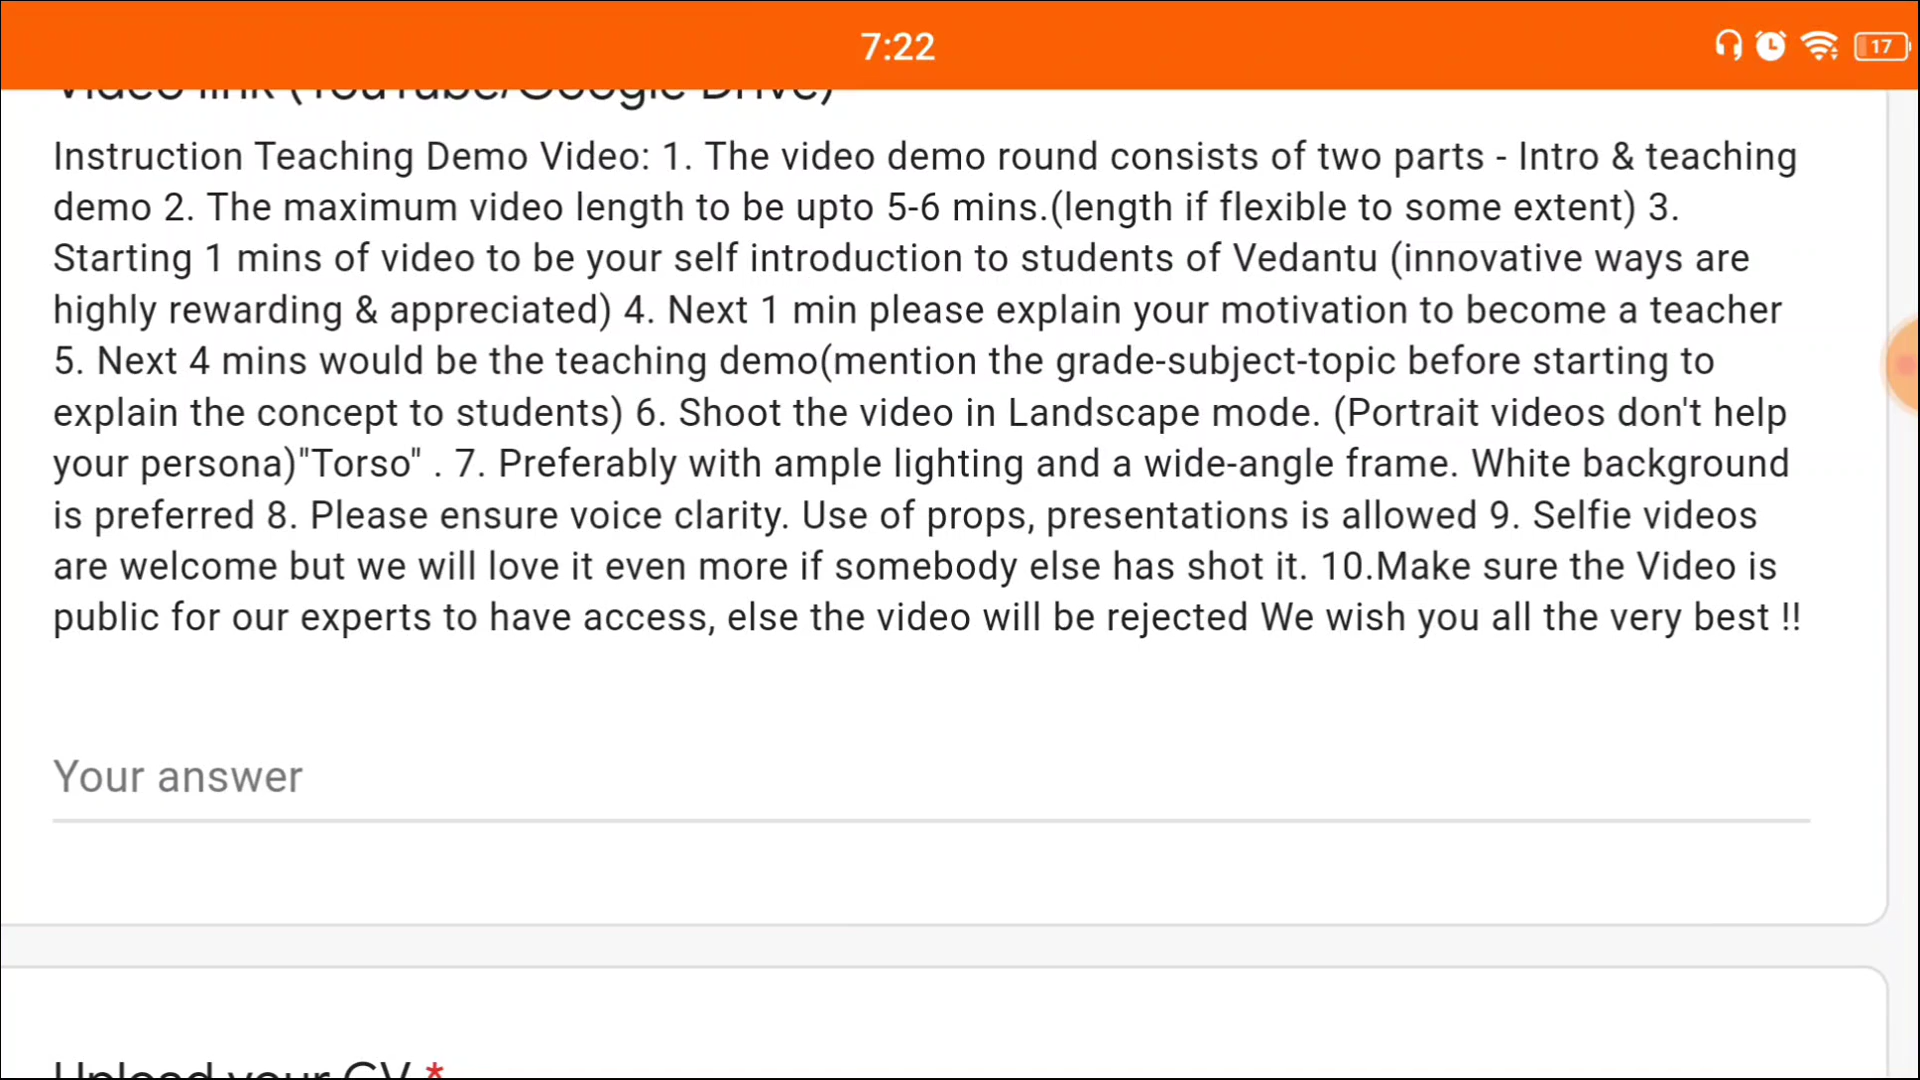 7:22
17
Video link (YouTube/Google Drive)
Instruction Teaching Demo Video: 1. The video demo round consists of two parts - Intro & teaching
demo 2. The maximum video length to be upto 5-6 mins.(length if flexible to some extent) 3.
Starting 1 mins of video to be your self introduction to students of Vedantu (innovative ways are
highly rewarding & appreciated) 4. Next 1 min please explain your motivation to become a teacher
5. Next 4 mins would be the teaching demo(mention the grade-subject-topic before starting to
explain the concept to students) 6. Shoot the video in Landscape mode. (Portrait videos don't help
your persona)"Torso" . 7. Preferably with ample lighting and a wide-angle frame. White background
is preferred 8. Please ensure voice clarity. Use of props, presentations is allowed 9. Selfie videos
are welcome but we will love it even more if somebody else has shot it. 10.Make sure the Video is
public for our experts to have access, else the video will be rejected We wish you all the very best !!
Your answer
Upload your CV *